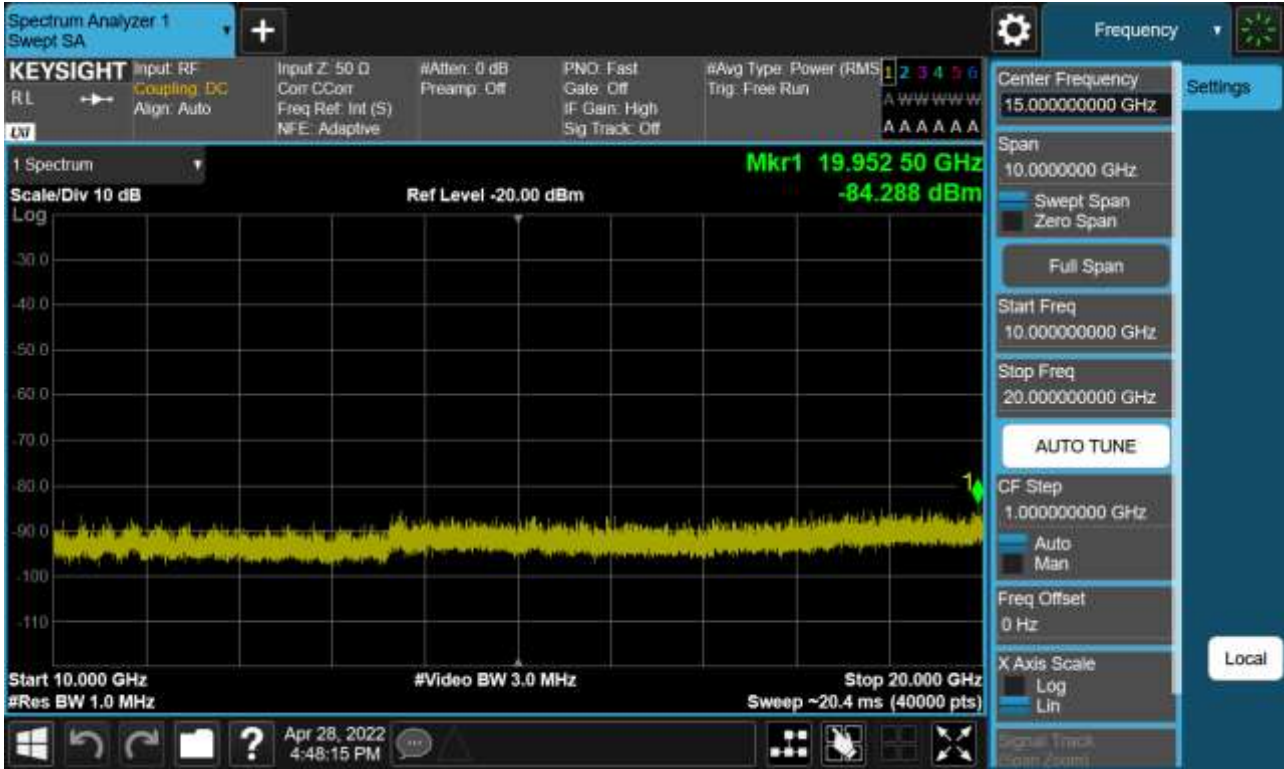 Spectrum Analyzer 1
Swept SA
Frequency
KEYSIGHT
RL
LXI
Input: RF
Coupling: DC
Align: Auto
Input Z: 50 Ω
Corr CCorr
Freq Ref: Int (S)
NFE: Adaptive
#Atten: 0 dB
Preamp: Off
PNO: Fast
Gate: Off
IF Gain: High
Sig Track: Off
#Avg Type: Power (RMS
Trig: Free Run
1 2 3 4 5 6
A W W W W W
A A A A A A
1 Spectrum
Scale/Div 10 dB
Ref Level -20.00 dBm
Mkr1 19.952 50 GHz
-84.288 dBm
Log
-30.0
-40.0
-50.0
-60.0
-70.0
-80.0
-90.0
-100
-110
1
Start 10.000 GHz
#Video BW 3.0 MHz
Stop 20.000 GHz
#Res BW 1.0 MHz
Sweep ~20.4 ms (40000 pts)
Center Frequency
15.000000000 GHz
Settings
Span
10.0000000 GHz
Swept Span
Zero Span
Full Span
Start Freq
10.000000000 GHz
Stop Freq
20.000000000 GHz
AUTO TUNE
CF Step
1.000000000 GHz
Auto
Man
Freq Offset
0 Hz
X Axis Scale
Log
Lin
Signal Track
(Span Zoom)
Local
?
Apr 28, 2022
4:48:15 PM